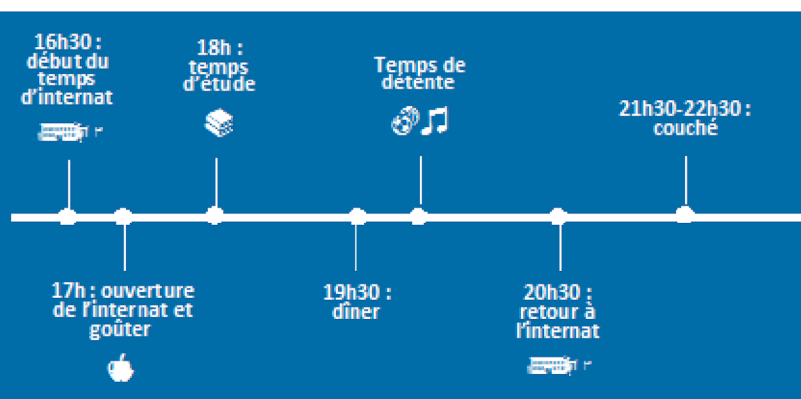 16h30 :
début du
temps
d'internat
17h : ouverture
de l'internat et
goûter
18h :
temps
d'étude
19h30 :
dîner
Temps de
détente
20h30 :
retour à
l'internat
21h30-22h30 :
couché